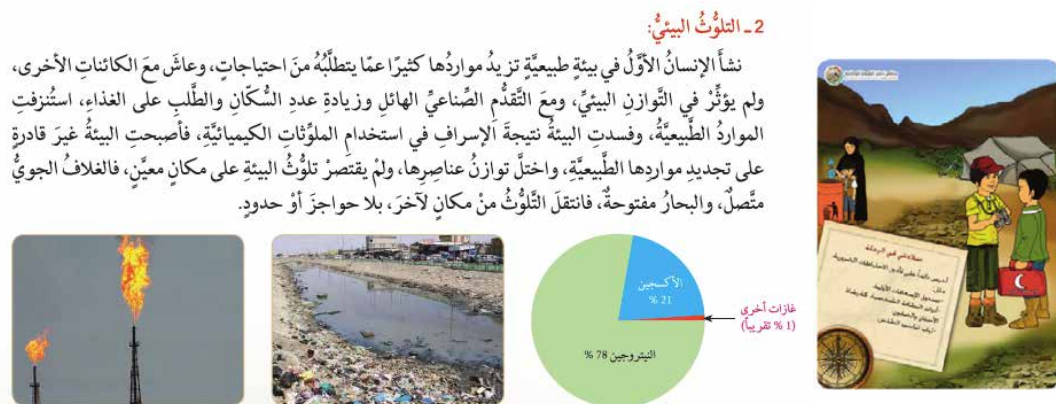 2 ـ التلوُّثُ البيئيُّ:
نشأَ الإنسانُ الأوَّلُ في بيئةٍ طبيعيَّةٍ تزيدُ مواردُها كثيرًا عمّا يتطلَّبُهُ منَ احتياجاتٍ، وعاشَ معَ الكائناتِ الأخرى،
ولم يؤثِّرْ في التَّوازنِ البيئيِّ، ومعَ التَّقدُّمِ الصِّناعيِّ الهائلِ وزيادةِ عددِ السُّكّانِ والطَّلبِ على الغذاءِ، استُنزفتِ
المواردُ الطَّبيعيَّةُ، وفسدتِ البيئةُ نتيجةَ الإسرافِ في استخدامِ الملوِّثاتِ الكيميائيَّةِ، فأصبحتِ البيئةُ غيرَ قادرةٍ
على تجديدِ مواردِها الطَّبيعيَّةِ، واختلَّ توازنُ عناصرِها، ولمْ يقتصرْ تلوُّثُ البيئةِ على مكانٍ معيَّنٍ، فالغلافُ الجويُّ
متَّصلٌ، والبحارُ مفتوحةٌ، فانتقلَ التَّلوُّثُ منْ مكانٍ لآخرَ، بلا حواجزَ أوْ حدودٍ.
الأكسجين
21 %
غازات أخرى
(1 % تقريباً)
النيتروجين 78 %
سلامتي في الرحلة